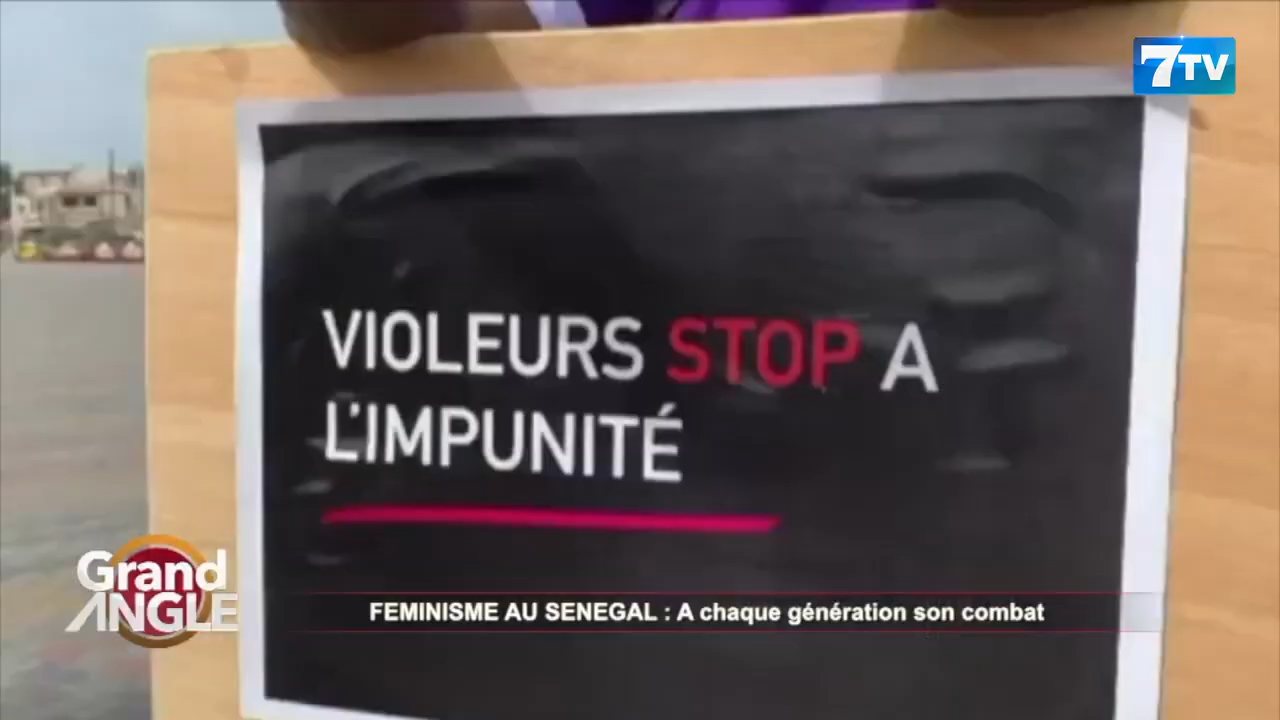 7TV
VIOLEURS STOP A
L'IMPUNITÉ
Grand
ANGLE
FEMINISME AU SENEGAL : A chaque génération son combat